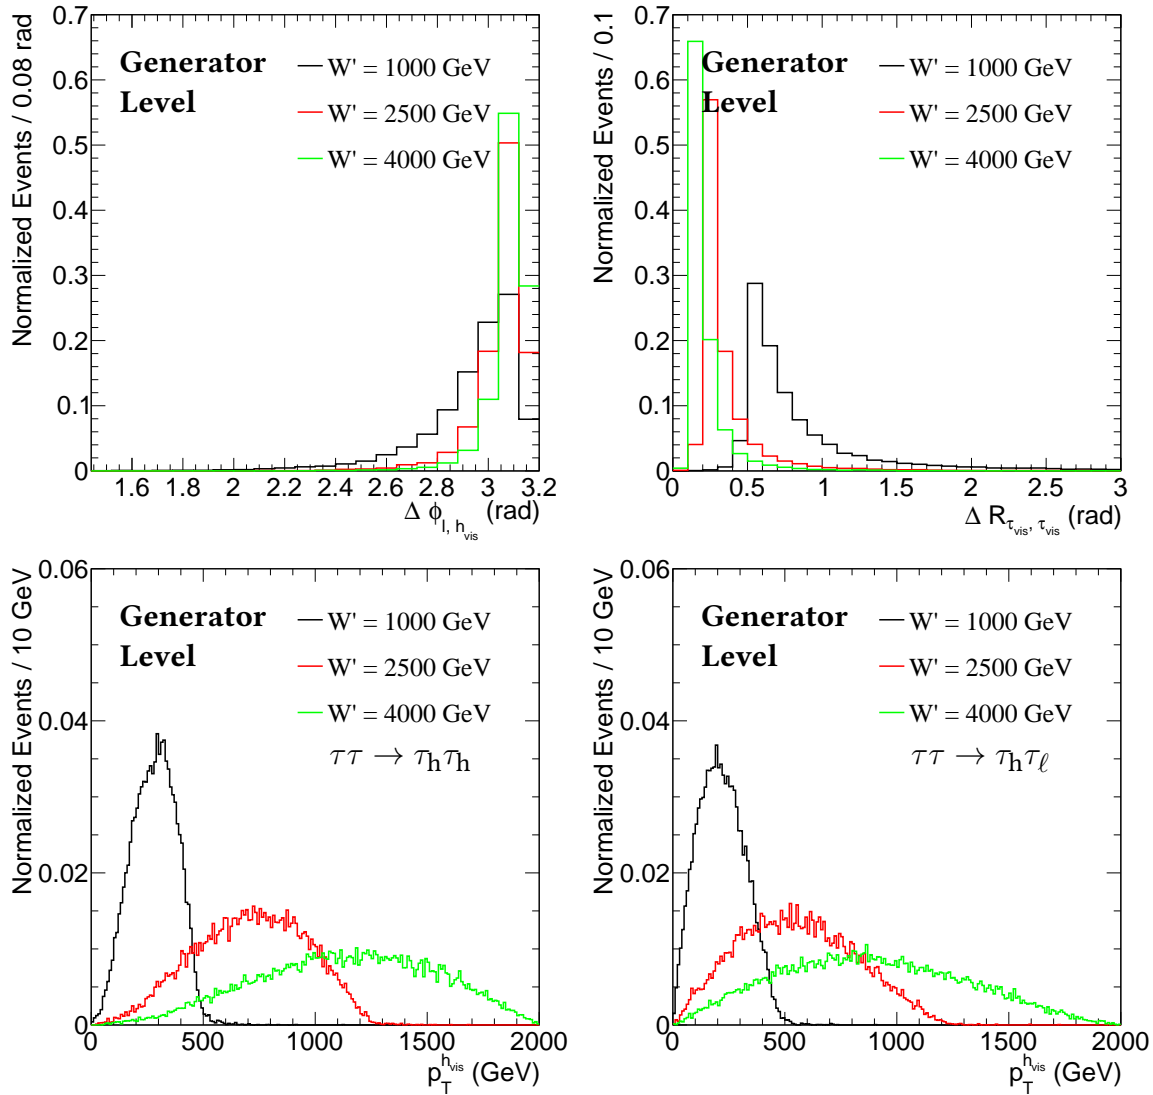 Normalized Events / 0.08 rad
0.7
0.6
0.5
0.4
0.3
0.2
0.1
0
Generator
Level
W' = 1000 GeV
W' = 2500 GeV
W' = 4000 GeV
1.6 1.8 2 2.2 2.4 2.6 2.8 3 3.2
Δ ϕ l, h vis (rad)
Normalized Events / 0.1
0.7
0.6
0.5
0.4
0.3
0.2
0.1
0
Generator
Level
W' = 1000 GeV
W' = 2500 GeV
W' = 4000 GeV
0 0.5 1 1.5 2 2.5 3
Δ R τ vis, τ vis (rad)
Normalized Events / 10 GeV
0.06
0.04
0.02
0
Generator
Level
W' = 1000 GeV
W' = 2500 GeV
W' = 4000 GeV
ττ → τhτh
0 500 1000 1500 2000
p T h vis (GeV)
Normalized Events / 10 GeV
0.06
0.04
0.02
0
Generator
Level
W' = 1000 GeV
W' = 2500 GeV
W' = 4000 GeV
ττ → τhτℓ
0 500 1000 1500 2000
p T h vis (GeV)